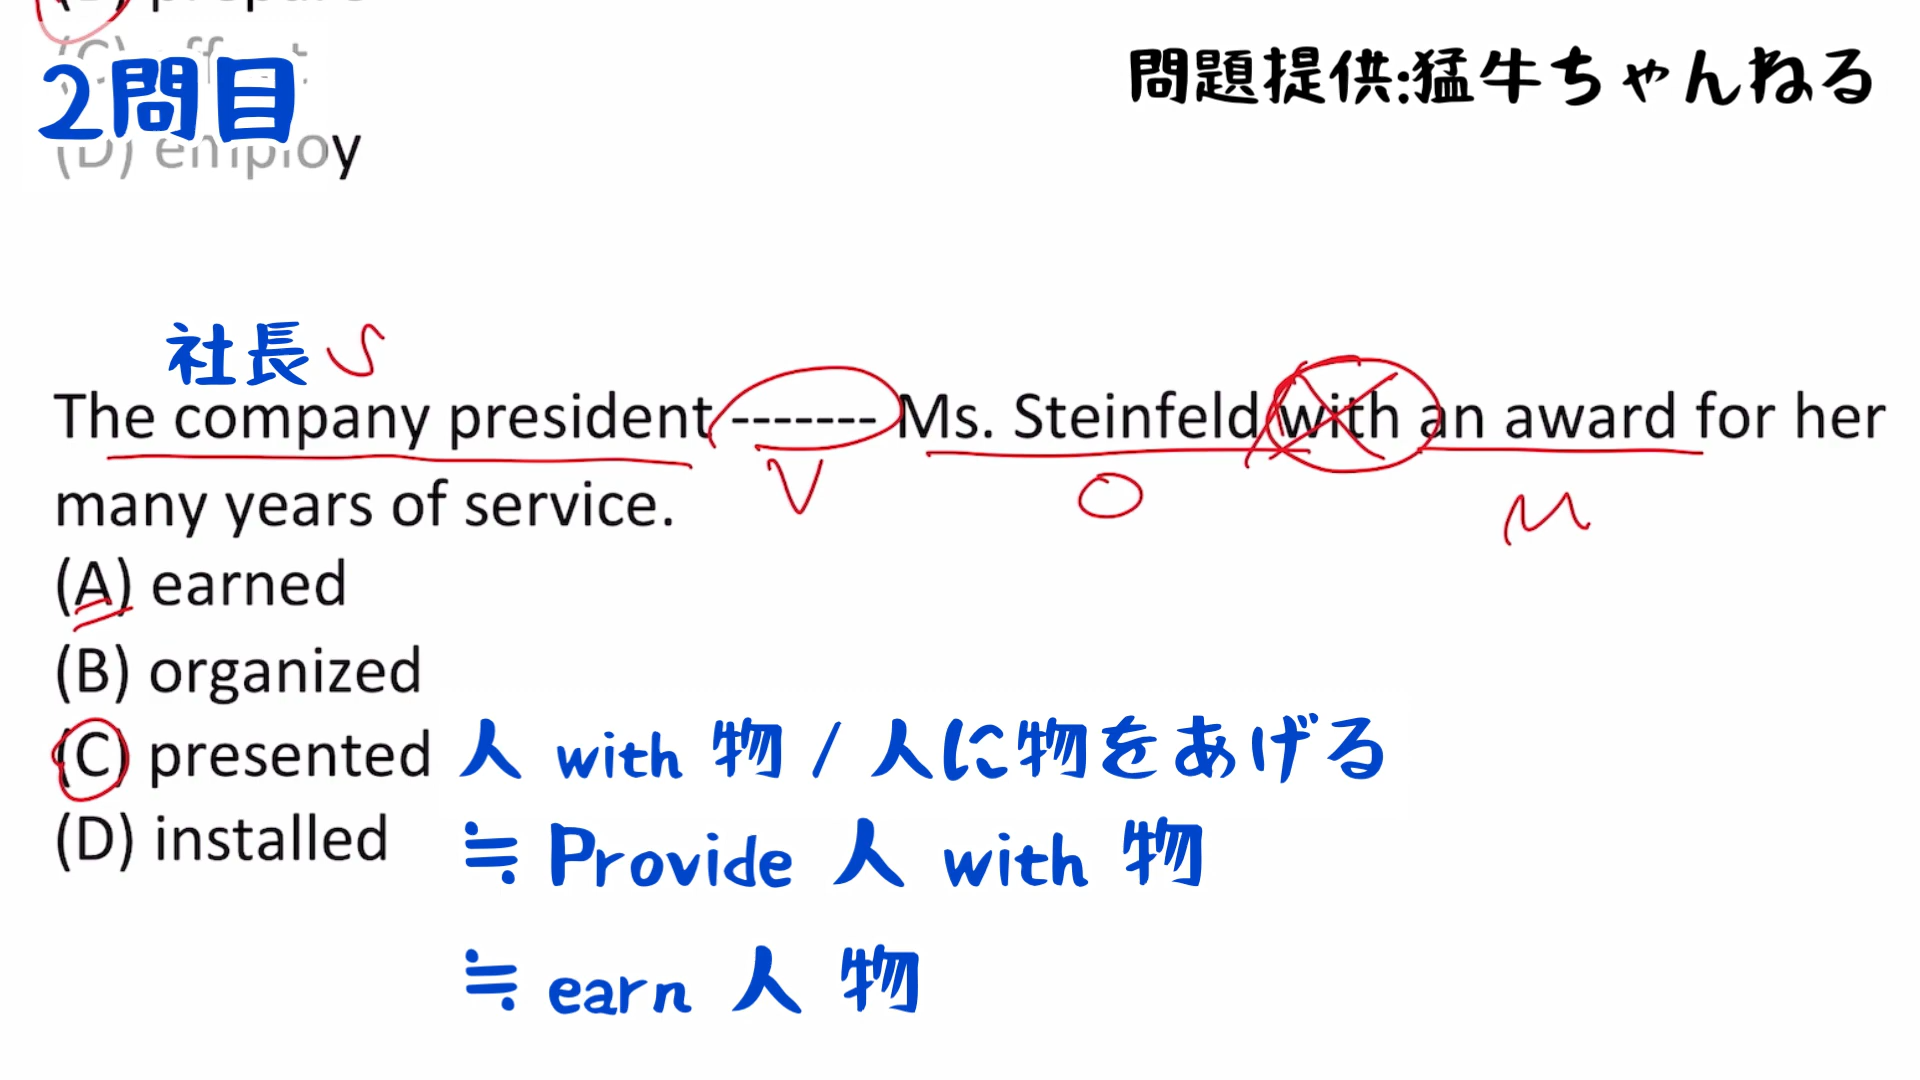 (B) prepare
2問目
問題提供:猛牛ちゃんねる
(D) employ
社長 S
The company president ------- Ms. Steinfeld with an award for her
V O M
many years of service.
(A) earned
(B) organized
(C) presented 人 with 物 / 人に物をあげる
(D) installed ≒ Provide 人 with 物
≒ earn 人 物